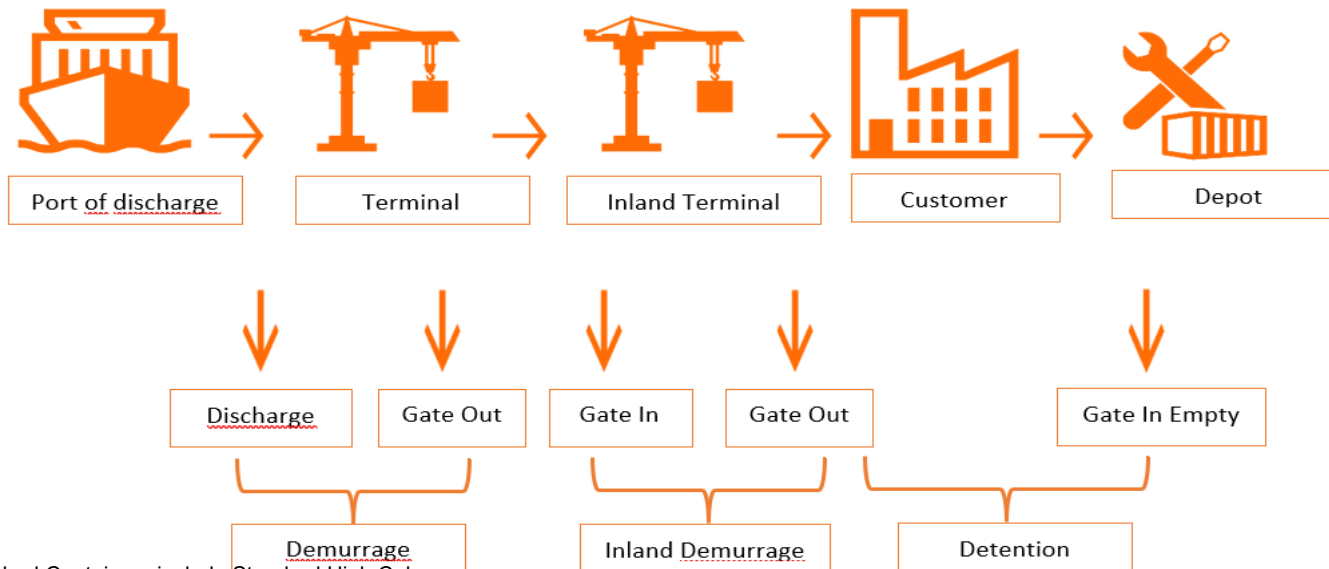 Port of discharge
Terminal
Inland Terminal
Customer
Depot
Discharge
Gate Out
Gate In
Gate Out
Gate In Empty
Demurrage
Inland Demurrage
Detention